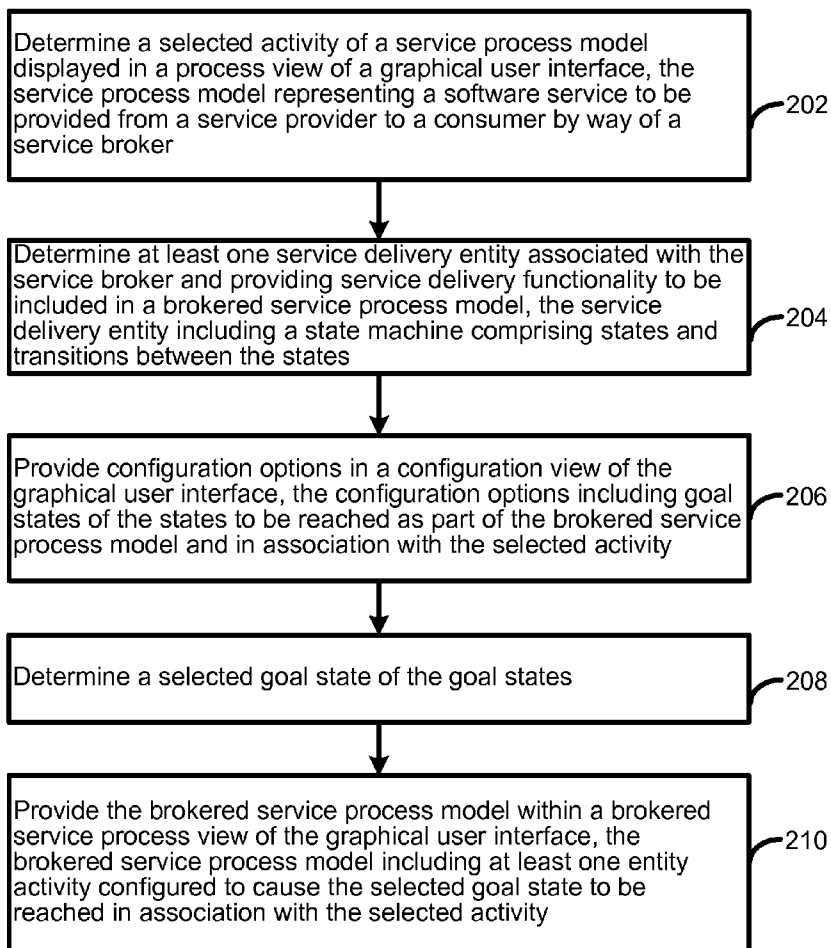 Determine a selected activity of a service process model
displayed in a process view of a graphical user interface, the
service process model representing a software service to be
provided from a service provider to a consumer by way of a
service broker
202
Determine at least one service delivery entity associated with the
service broker and providing service delivery functionality to be
included in a brokered service process model, the service
delivery entity including a state machine comprising states and
transitions between the states
204
Provide configuration options in a configuration view of the
graphical user interface, the configuration options including goal
states of the states to be reached as part of the brokered service
process model and in association with the selected activity
206
Determine a selected goal state of the goal states
208
Provide the brokered service process model within a brokered
service process view of the graphical user interface, the
brokered service process model including at least one entity
activity configured to cause the selected goal state to be
reached in association with the selected activity
210